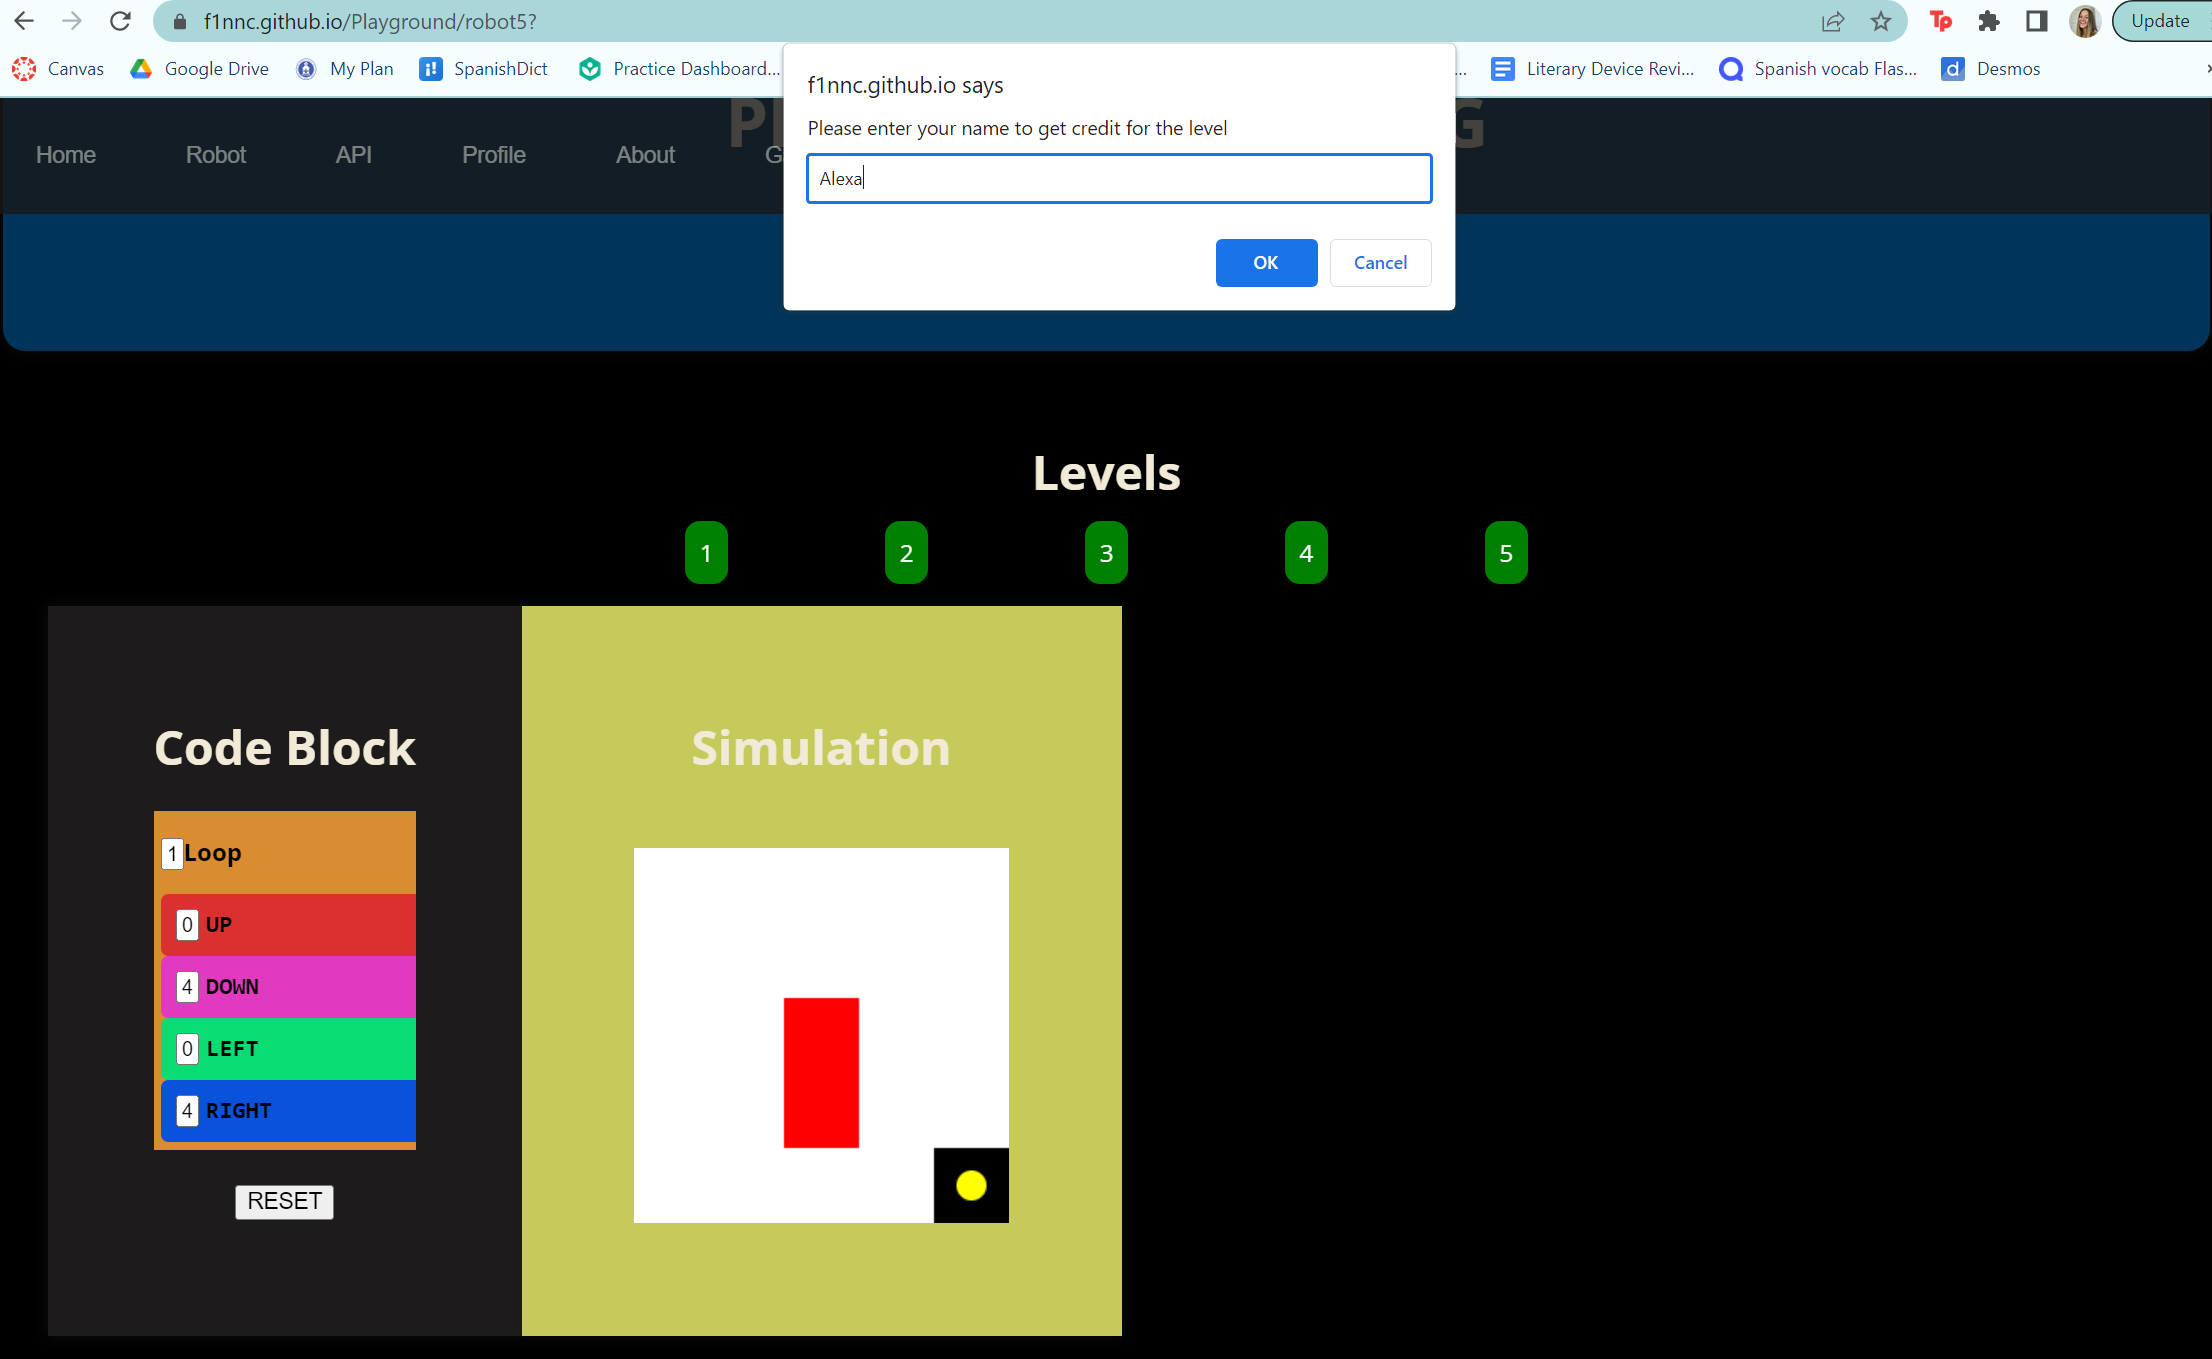 f1nnc.github.io/Playground/robot5?
Update
Canvas
Google Drive
My Plan
SpanishDict
Practice Dashboard...
...
Literary Device Revi...
Spanish vocab Flas...
Desmos
f1nnc.github.io says
Please enter your name to get credit for the level
Alexa
OK
Cancel
Home
Robot
API
Profile
About
Levels
1
2
3
4
5
Code Block
Simulation
1 Loop
0 UP
4 DOWN
0 LEFT
4 RIGHT
RESET